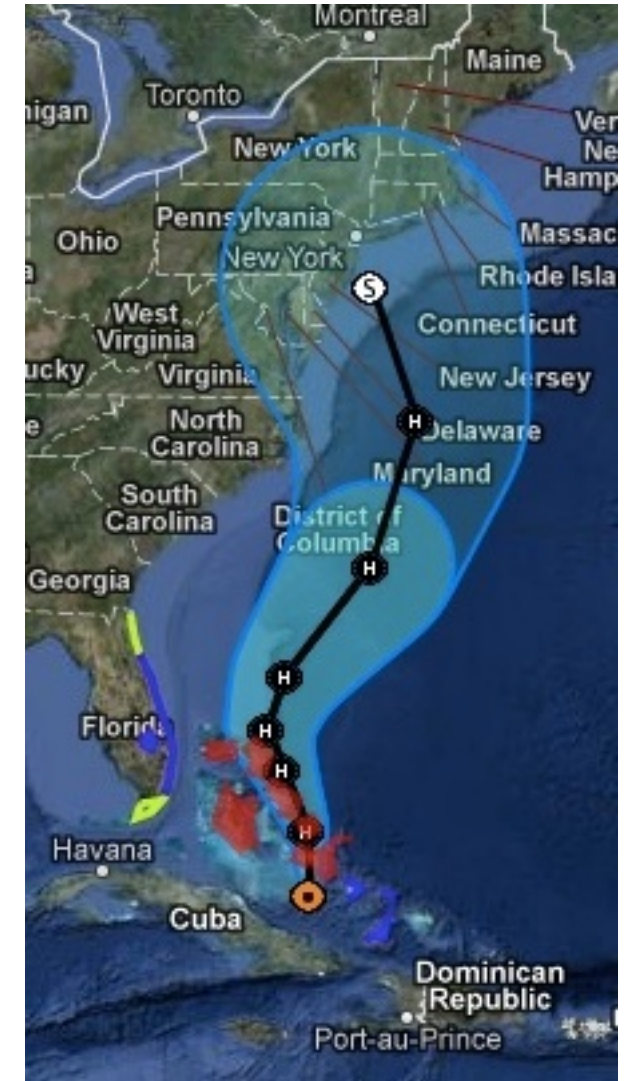 Montreal
Maine
igan
Toronto
Ver
New York
Ne
Hamp
Pennsylvania
Massac
Ohio
New York
Rhode Isla
S
West
Virginia
Connecticut
ucky
Virginia
New Jersey
H
North
Carolina
Delaware
Maryland
South
Carolina
District of
Columbia
H
Georgia
H
Florida
H
H
H
Havana
Cuba
Dominican
Republic
Port-au-Prince